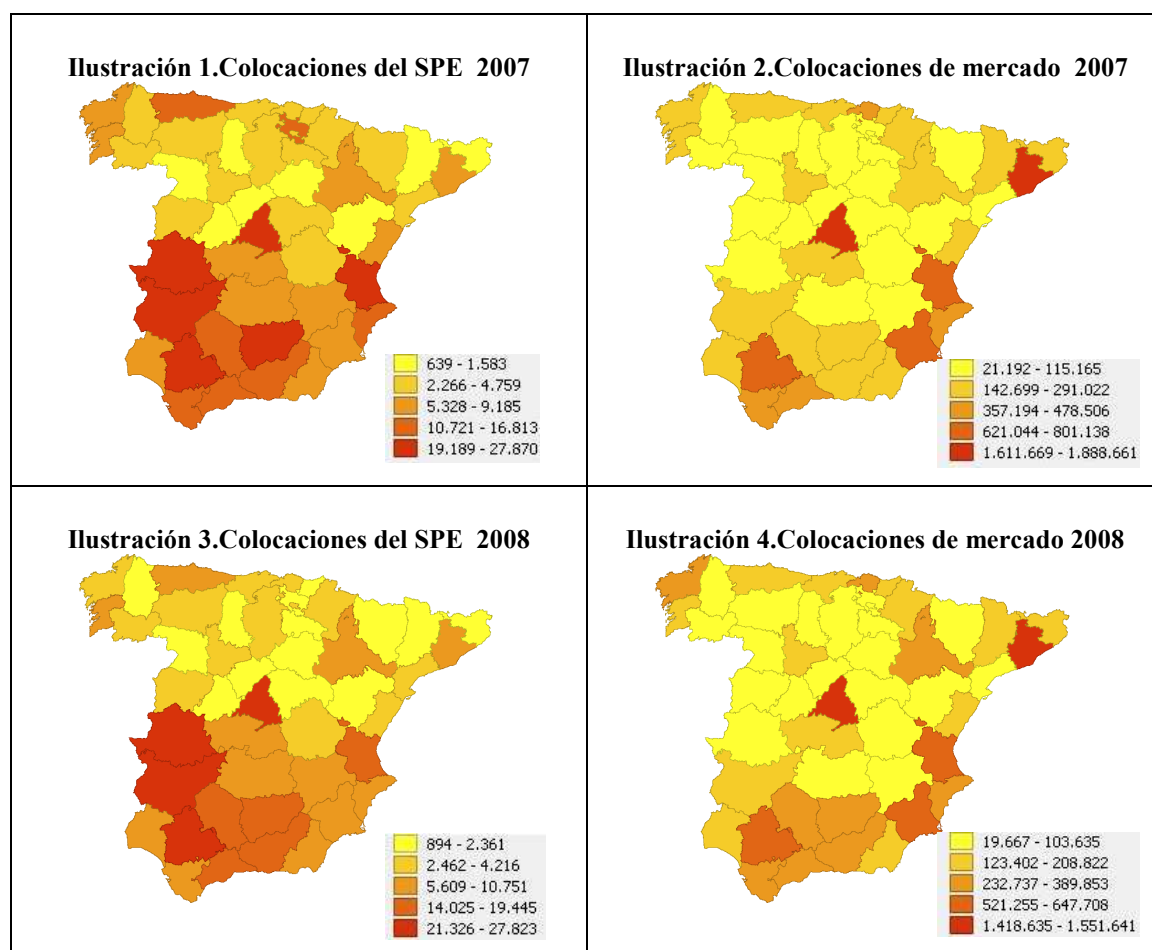 Ilustración 1.Colocaciones del SPE 2007
639 - 1.583
2.266 - 4.759
5.328 - 9.185
10.721 - 16.813
19.189 - 27.870
Ilustración 2.Colocaciones de mercado 2007
21.192 - 115.165
142.699 - 291.022
357.194 - 478.506
621.044 - 801.138
1.611.669 - 1.888.661
Ilustración 3.Colocaciones del SPE 2008
894 - 2.361
2.462 - 4.216
5.609 - 10.751
14.025 - 19.445
21.326 - 27.823
Ilustración 4.Colocaciones de mercado 2008
19.667 - 103.635
123.402 - 208.822
232.737 - 389.853
521.255 - 647.708
1.418.635 - 1.551.641